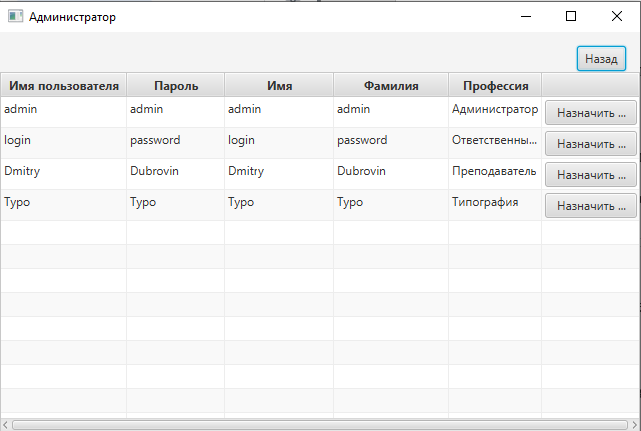 Администратор
Назад
Имя пользователя Пароль Имя Фамилия Профессия
admin admin admin admin Администратор Назначить ...
login password login password Ответственны... Назначить ...
Dmitry Dubrovin Dmitry Dubrovin Преподаватель Назначить ...
Typo Typo Typo Typo Типография Назначить ...